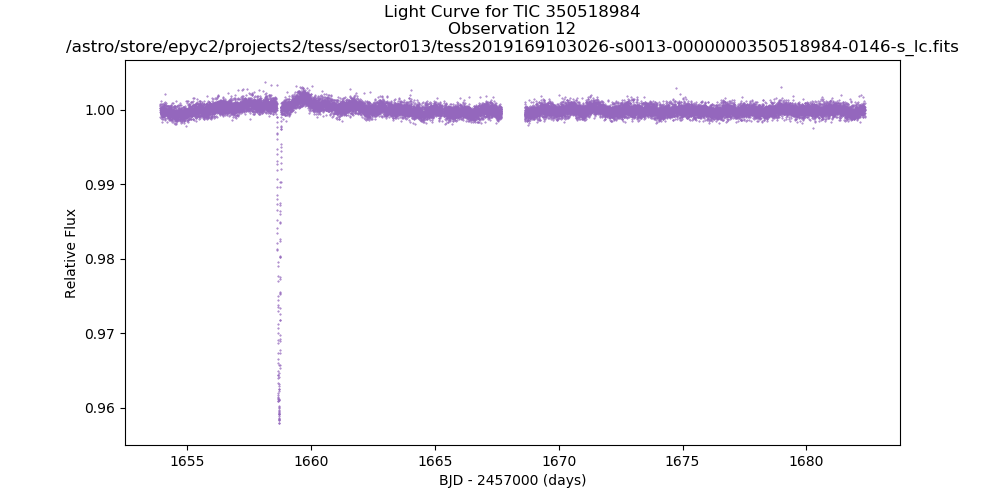 Light Curve for TIC 350518984
Observation 12
/astro/store/epyc2/projects2/tess/sector013/tess2019169103026-s0013-0000000350518984-0146-s_lc.fits
1.00
0.99
0.98
0.97
0.96
Relative Flux
1655
1660
1665
1670
1675
1680
BJD - 2457000 (days)